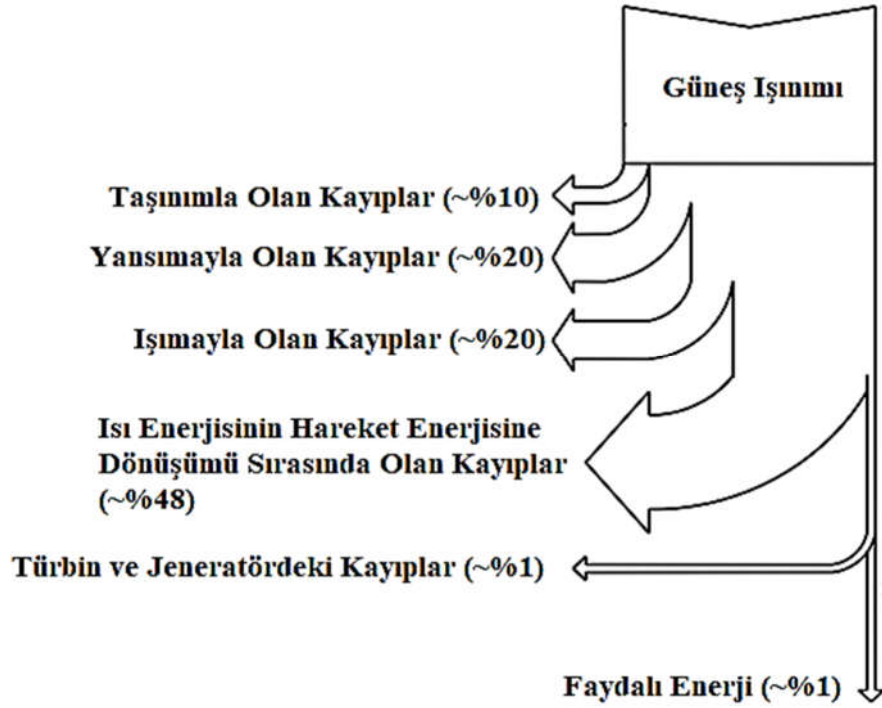 Güneş Işınımı
Taşınımla Olan Kayıplar (~%10)
Yansımayla Olan Kayıplar (~%20)
Işımayla Olan Kayıplar (~%20)
Isı Enerjisinin Hareket Enerjisine
Dönüşümü Sırasında Olan Kayıplar
(~%48)
Türbin ve Jeneratördeki Kayıplar (~%1)
Faydalı Enerji (~%1)